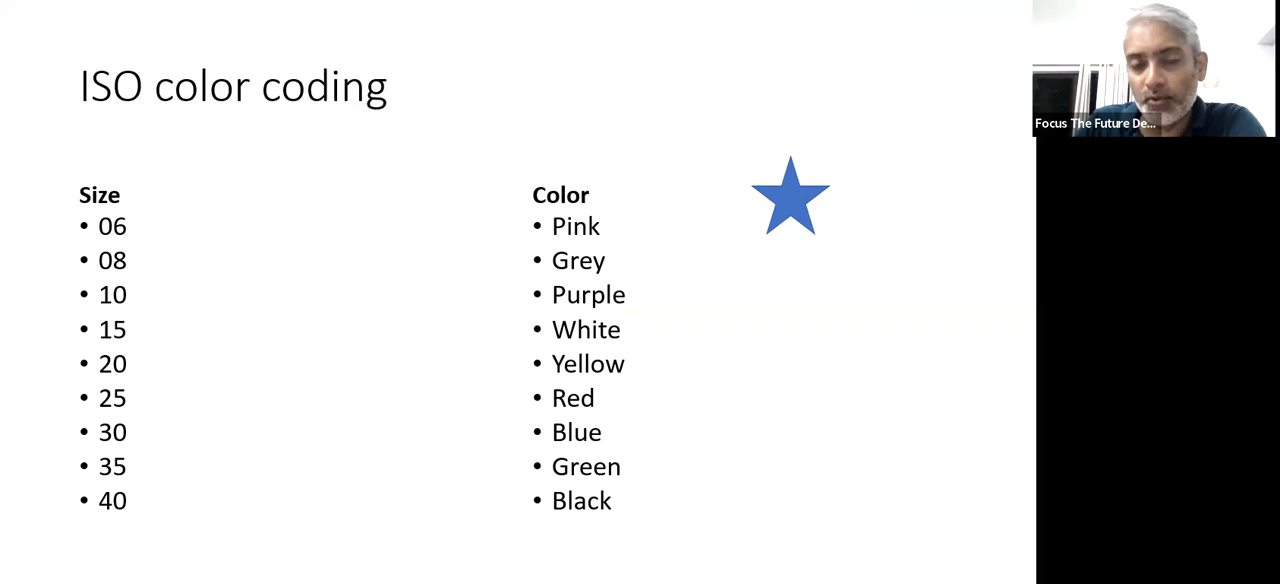 ISO color coding
Focus The Future De...
Size
• 06
• 08
• 10
• 15
• 20
• 25
• 30
• 35
• 40
Color
• Pink
• Grey
• Purple
• White
• Yellow
• Red
• Blue
• Green
• Black